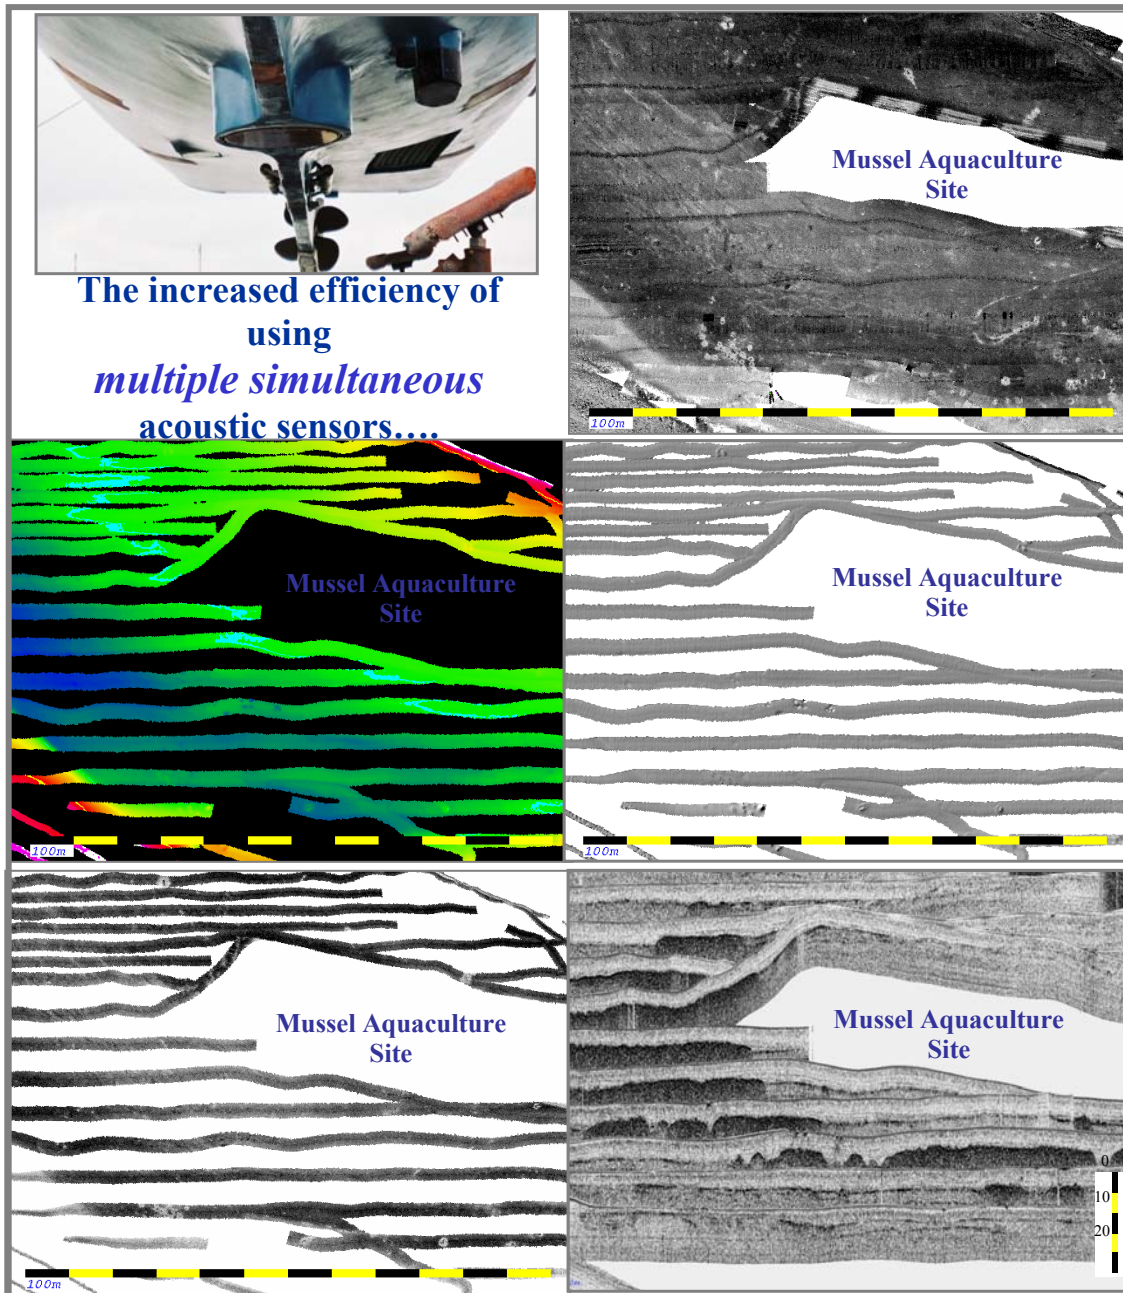 The increased efficiency of
using
multiple simultaneous
acoustic sensors….
Mussel Aquaculture
Site
100m
Mussel Aquaculture
Site
100m
Mussel Aquaculture
Site
100m
Mussel Aquaculture
Site
100m
Mussel Aquaculture
Site
0
10
20